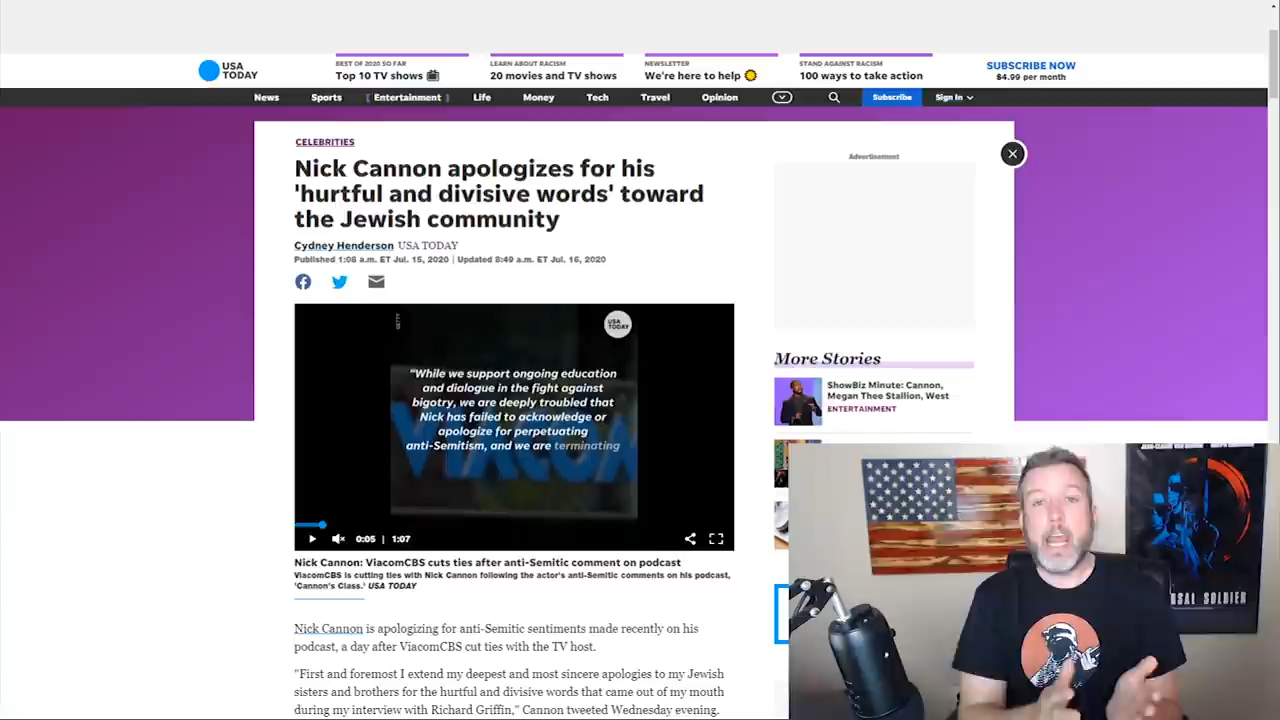 USA
TODAY
BEST OF 2020 SO FAR
Top 10 TV shows
LEARN ABOUT RACISM
20 movies and TV shows
NEWSLETTER
We're here to help
STAND AGAINST RACISM
100 ways to take action
SUBSCRIBE NOW
$4.99 per month
News Sports Entertainment Life Money Tech Travel Opinion Subscribe Sign In
CELEBRITIES
Nick Cannon apologizes for his
'hurtful and divisive words' toward
the Jewish community
Cydney Henderson USA TODAY
Published 1:08 a.m. ET Jul. 15, 2020 | Updated 8:49 a.m. ET Jul. 16, 2020
GETTY
USA
TODAY
"While we support ongoing education
and dialogue in the fight against
bigotry, we are deeply troubled that
Nick has failed to acknowledge or
apologize for perpetuating
anti-Semitism, and we are terminating
VIACOM
0:05 | 1:07
Nick Cannon: ViacomCBS cuts ties after anti-Semitic comment on podcast
ViacomCBS is cutting ties with Nick Cannon following the actor's anti-Semitic comments on his podcast,
'Cannon's Class.' USA TODAY
Nick Cannon is apologizing for anti-Semitic sentiments made recently on his
podcast, a day after ViacomCBS cut ties with the TV host.
"First and foremost I extend my deepest and most sincere apologies to my Jewish
sisters and brothers for the hurtful and divisive words that came out of my mouth
during my interview with Richard Griffin," Cannon tweeted Wednesday evening.
Advertisement
More Stories
ShowBiz Minute: Cannon,
Megan Thee Stallion, West
ENTERTAINMENT
SAL SOLDIER